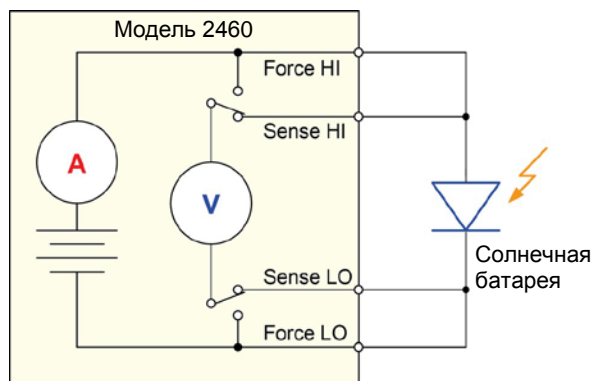 Модель 2460
Force HI
Sense HI
A
V
Sense LO
Force LO
Солнечная
батарея